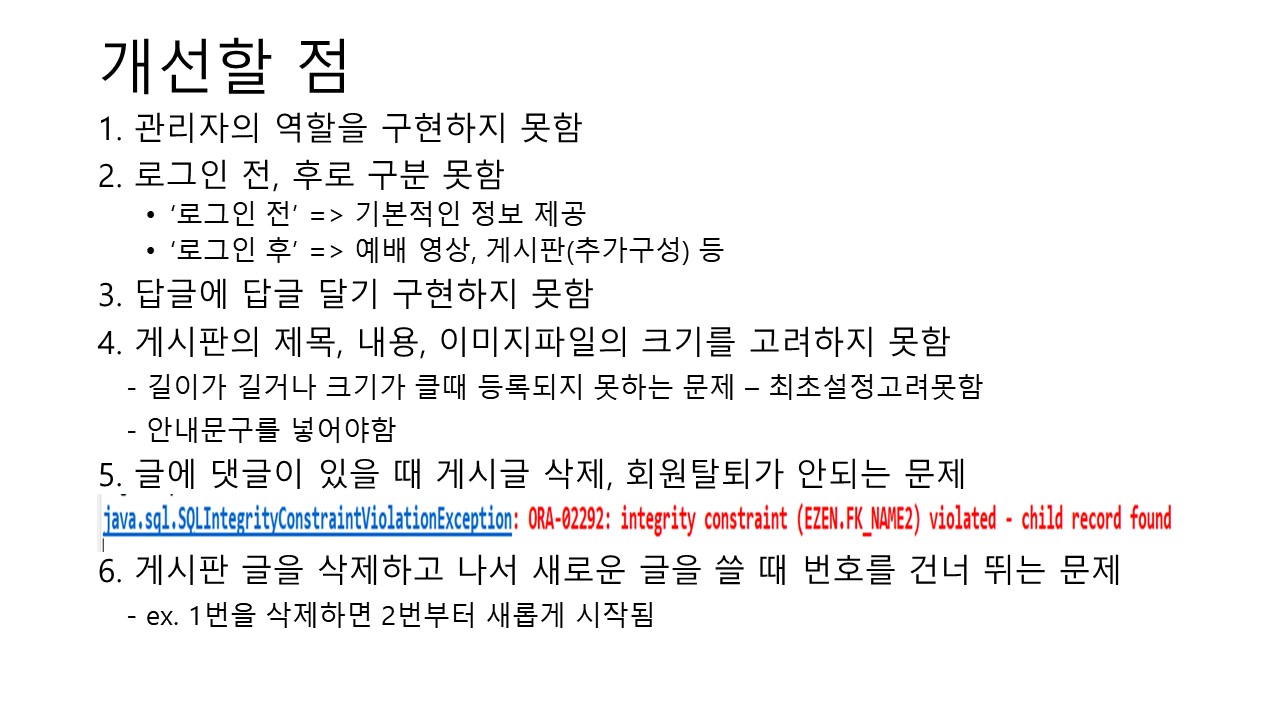 개선할 점
1. 관리자의 역할을 구현하지 못함
2. 로그인 전, 후로 구분 못함
• ‘로그인 전’ => 기본적인 정보 제공
• ‘로그인 후’ => 예배 영상, 게시판(추가구성) 등
3. 답글에 답글 달기 구현하지 못함
4. 게시판의 제목, 내용, 이미지파일의 크기를 고려하지 못함
- 길이가 길거나 크기가 클때 등록되지 못하는 문제 – 최초설정고려못함
- 안내문구를 넣어야함
5. 글에 댓글이 있을 때 게시글 삭제, 회원탈퇴가 안되는 문제
java.sql.SQLIntegrityConstraintViolationException: ORA-02292: integrity constraint (EZEN.FK_NAME2) violated - child record found
6. 게시판 글을 삭제하고 나서 새로운 글을 쓸 때 번호를 건너 뛰는 문제
- ex. 1번을 삭제하면 2번부터 새롭게 시작됨